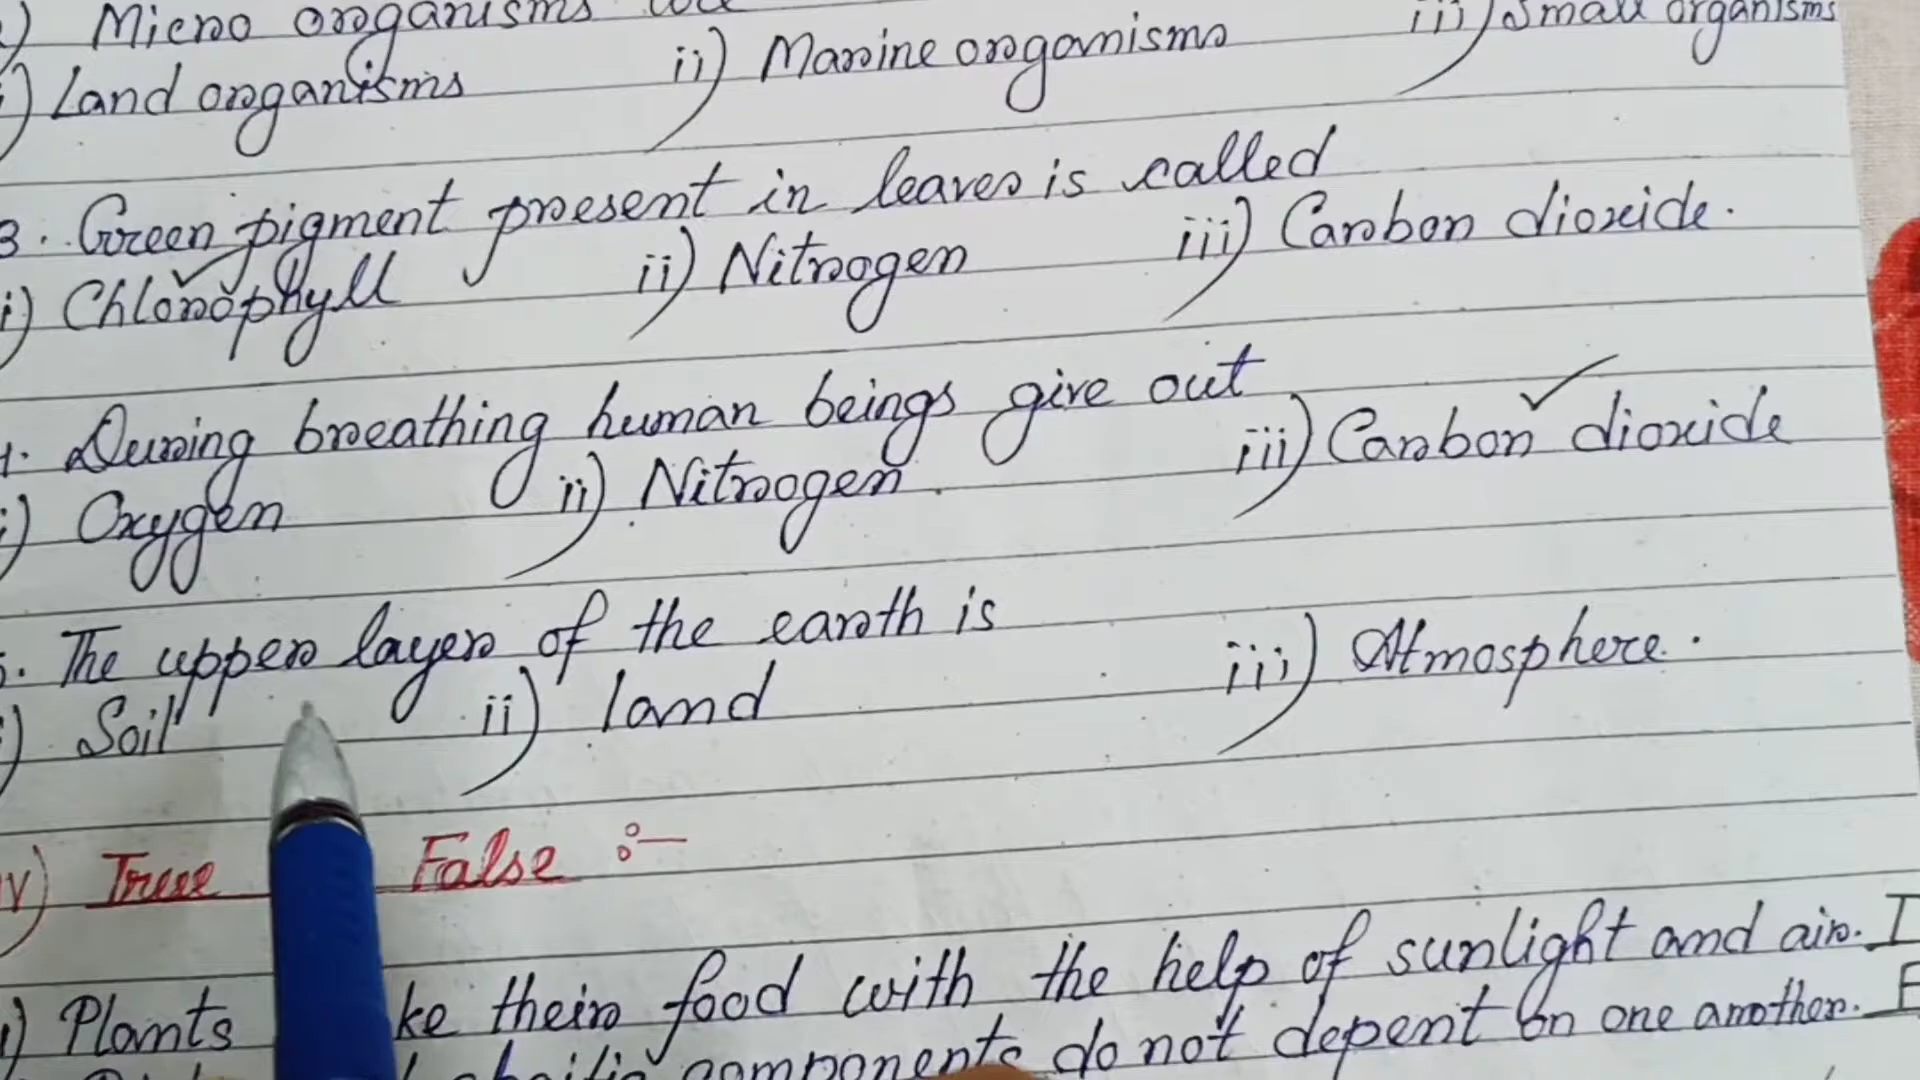 Micro organisms
iii) Small organisms
i) Land organisms ii) Marine organisms
3. Green pigment present in leaves is called
i) Chlorophyll ii) Nitrogen iii) Carbon dioxide.
4. During breathing human beings give out
i) Oxygen ii) Nitrogen. iii) Carbon dioxide
5. The upper layer of the earth is
i) Soil ii) land iii) Atmosphere.
iv) True False :-
i) Plants ke their food with the help of sunlight and air. T
components do not depent on one another. F